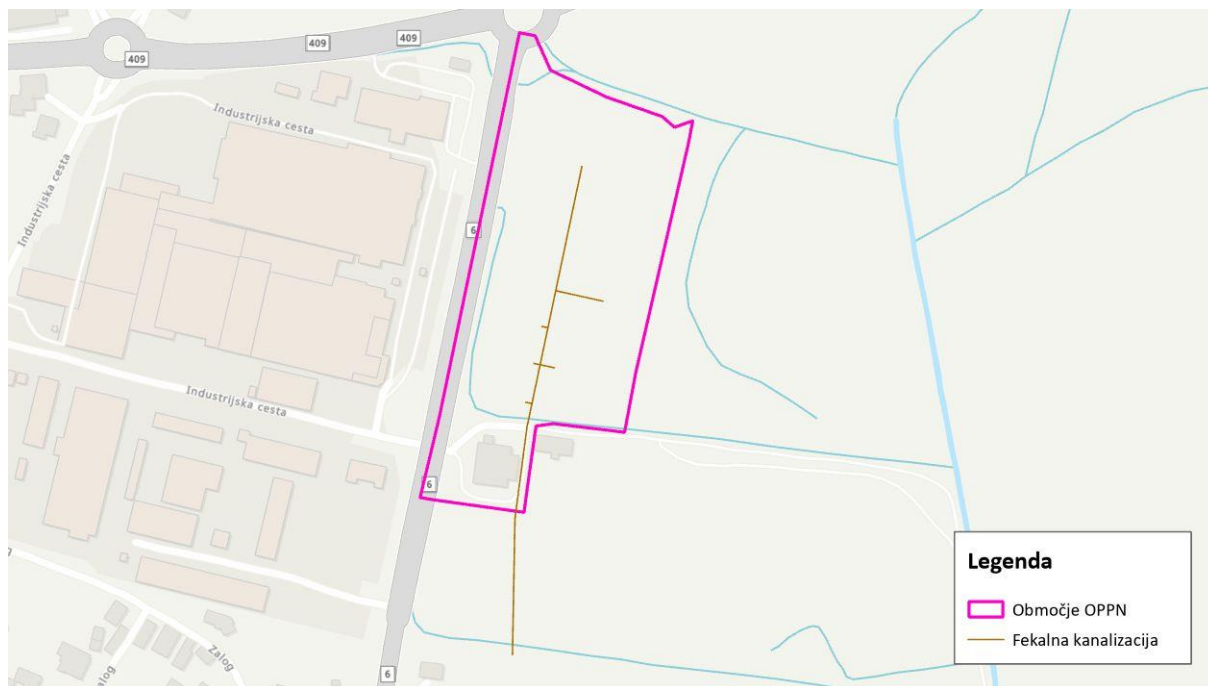 409
409
409
Industrijska cesta
Industrijska cesta
6
Industrijska cesta
6
Legenda
Območje OPPN
Fekalna kanalizacija
Zalog
6